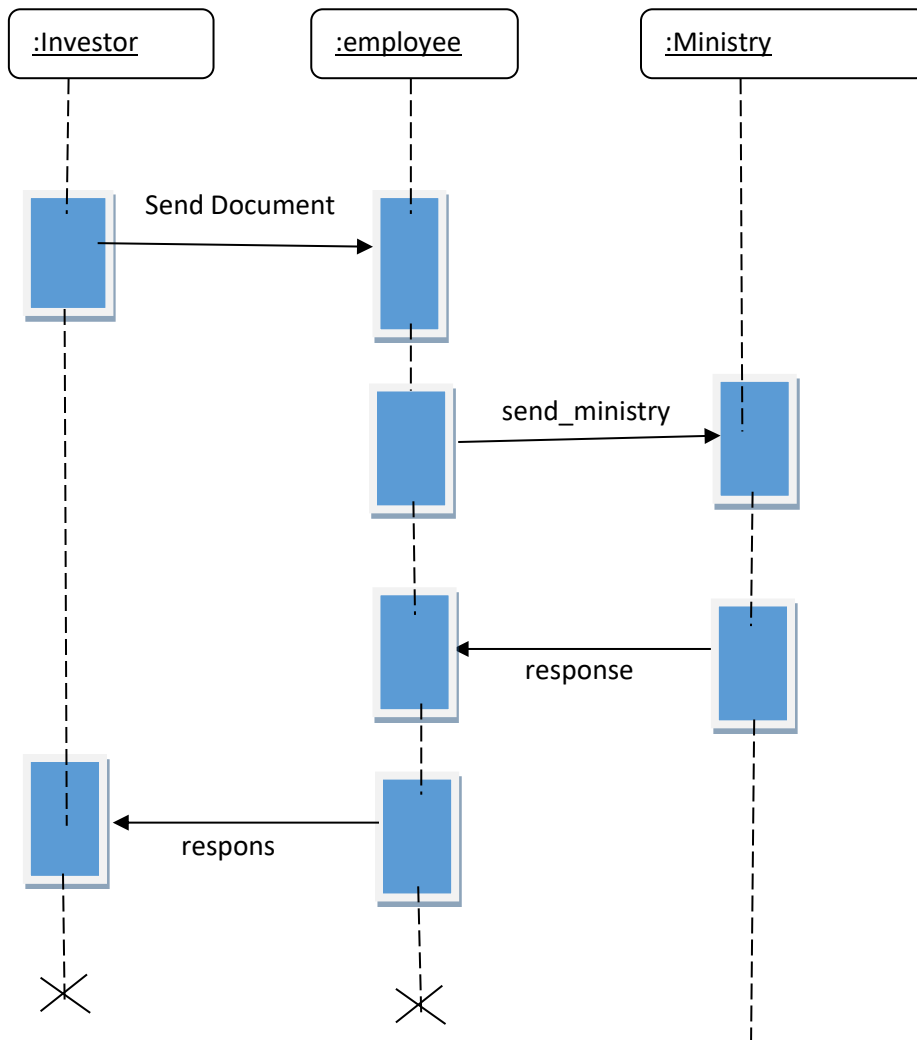 :Investor
:employee
:Ministry
Send Document
send_ministry
response
respons